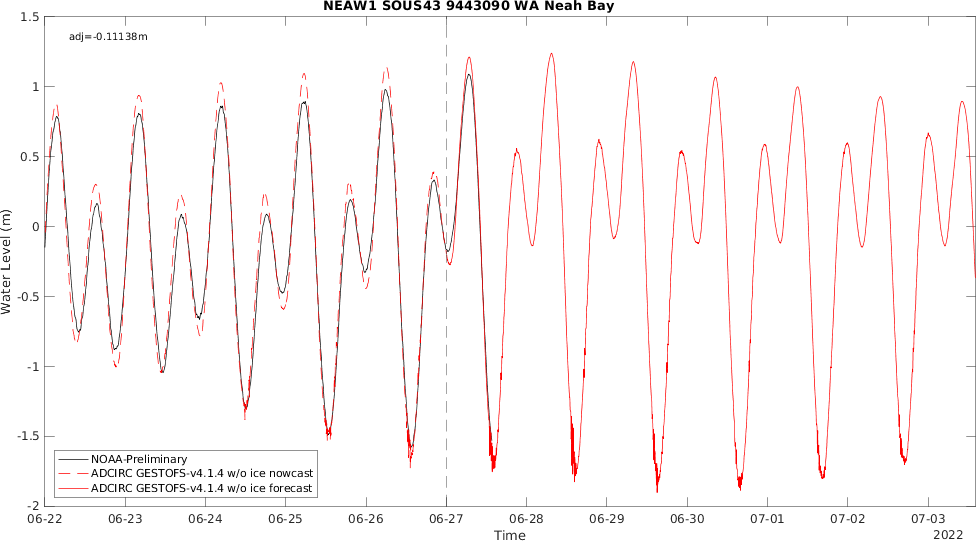 NEAW1 SOUS43 9443090 WA Neah Bay
adj=-0.11138m
Water Level (m)
1.5
1
0.5
0
-0.5
-1
-1.5
-2
NOAA-Preliminary
ADCIRC GESTOFS-v4.1.4 w/o ice nowcast
ADCIRC GESTOFS-v4.1.4 w/o ice forecast
06-22 06-23 06-24 06-25 06-26 06-27 06-28 06-29 06-30 07-01 07-02 07-03
Time
2022